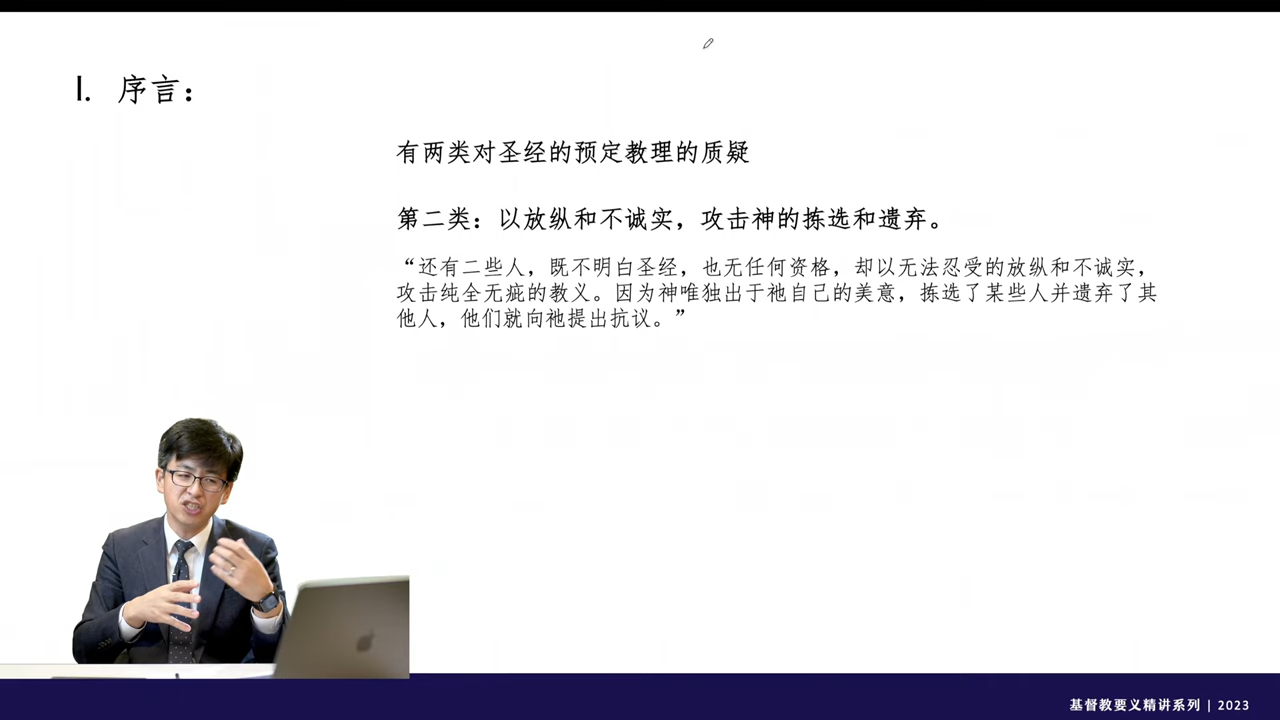 I. 序言：
有两类对圣经的预定教理的质疑
第二类：以放纵和不诚实，攻击神的拣选和遗弃。
“还有二些人，既不明白圣经，也无任何资格，却以无法忍受的放纵和不诚实，
攻击纯全无疵的教义。因为神唯独出于祂自己的美意，拣选了某些人并遗弃了其
他人，他们就向祂提出抗议。”
基督教要义精讲系列 | 2023